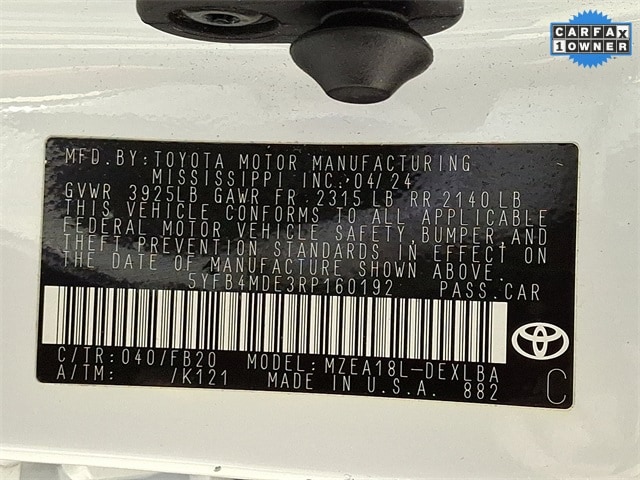 CARFAX
1 OWNER
MFD. BY: TOYOTA MOTOR MANUFACTURING
MISSISSIPPI INC. 04/24
GVWR 3925LB GAWR FR 2315 LB RR 2140 LB
THIS VEHICLE CONFORMS TO ALL APPLICABLE
FEDERAL MOTOR VEHICLE SAFETY, BUMPER, AND
THEFT PREVENTION STANDARDS IN EFFECT ON
THE DATE OF MANUFACTURE SHOWN ABOVE.
5YFB4MDE3RP160192 PASS.CAR
C/TR: 040/FB20 MODEL: MZEA18L-DEXLBA
A/TM: /K121 MADE IN U.S.A. 882
C